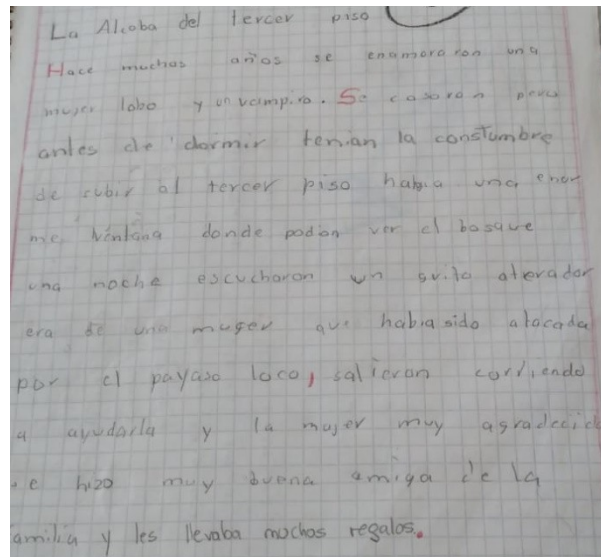 La Alcoba del tercer piso
Hace muchos años se enamoraron una
mujer lobo y un vampiro. Se casaron pero
antes de dormir tenian la constumbre
de subir al tercer piso habia una enor
me ventana donde podian ver el bosque
una noche escucharon un grito aterador
era de una muger que habia sido atacada
por el payaso loco, salieron corriendo
a ayudarla y la mujer muy agradecid
se hizo muy buena amiga de la
amilia y les llevaba muchos regalos.